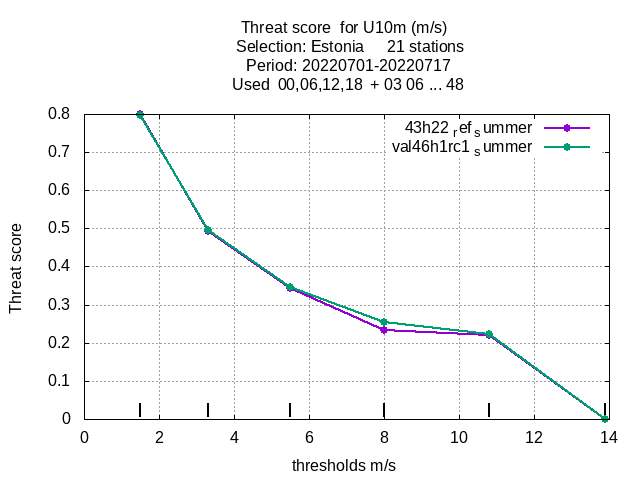 Threat score  for U10m (m/s)
Selection: Estonia     21 stations
Period: 20220701-20220717
Used  00,06,12,18  + 03 06 ... 48
43h22 ref summer
val46h1rc1 summer
Threat score
0.8
0.7
0.6
0.5
0.4
0.3
0.2
0.1
0
0 2 4 6 8 10 12 14
thresholds m/s